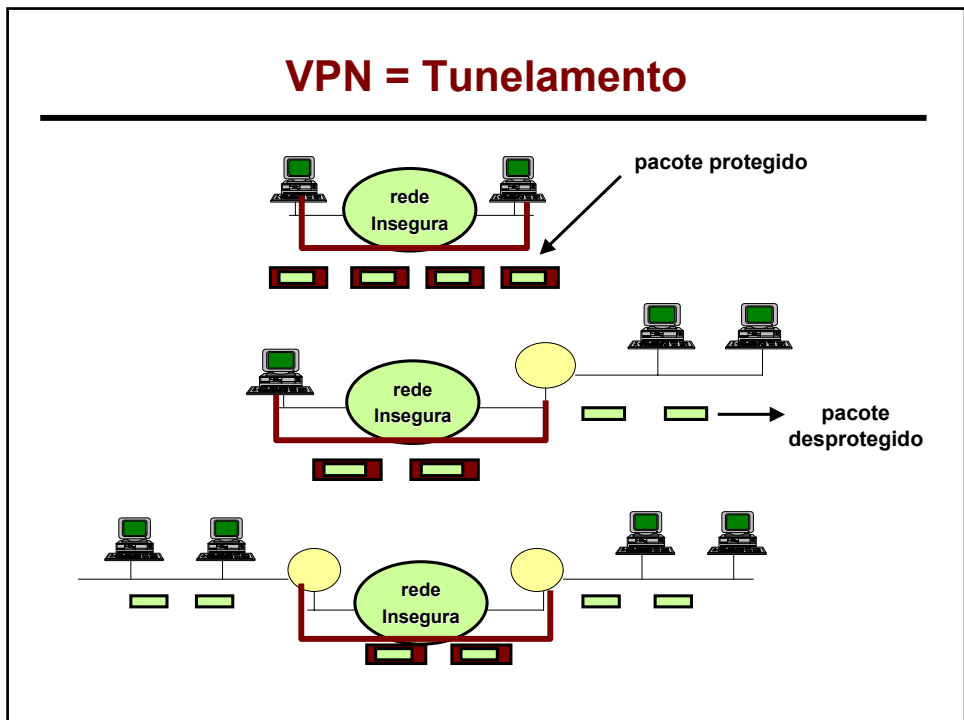 VPN = Tunelamento
pacote protegido
rede
Insegura
rede
Insegura
pacote
desprotegido
rede
Insegura